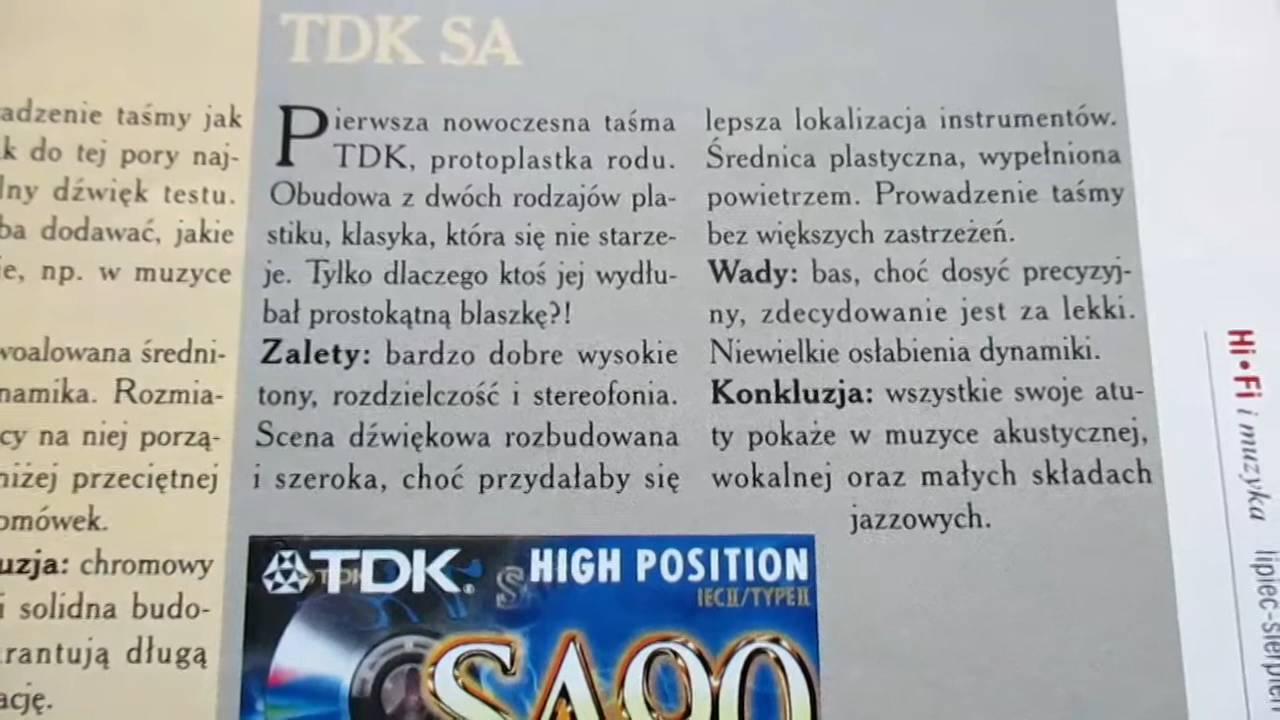 adzenie taśmy jak
k do tej pory naj-
lny dźwięk testu.
ba dodawać, jakie
ie, np. w muzyce
woalowana średni-
namika. Rozmia-
cy na niej porzą-
niżej przeciętnej
omówek.
uzja: chromowy
i solidna budo-
rantują długą
ację.
TDK SA
Pierwsza nowoczesna taśma
TDK, protoplastka rodu.
Obudowa z dwóch rodzajów pla-
stiku, klasyka, która się nie starze-
je. Tylko dlaczego ktoś jej wydłu-
bał prostokątną blaszkę?!
Zalety: bardzo dobre wysokie
tony, rozdzielczość i stereofonia.
Scena dźwiękowa rozbudowana
i szeroka, choć przydałaby się
lepsza lokalizacja instrumentów.
Średnica plastyczna, wypełniona
powietrzem. Prowadzenie taśmy
bez większych zastrzeżeń.
Wady: bas, choć dosyć precyzyj-
ny, zdecydowanie jest za lekki.
Niewielkie osłabienia dynamiki.
Konkluzja: wszystkie swoje atu-
ty pokaże w muzyce akustycznej,
wokalnej oraz małych składach
jazzowych.
TDK HIGH POSITION
IECII/TYPEII
SA90
Hi•Fi i muzyka lipiec-sierpień